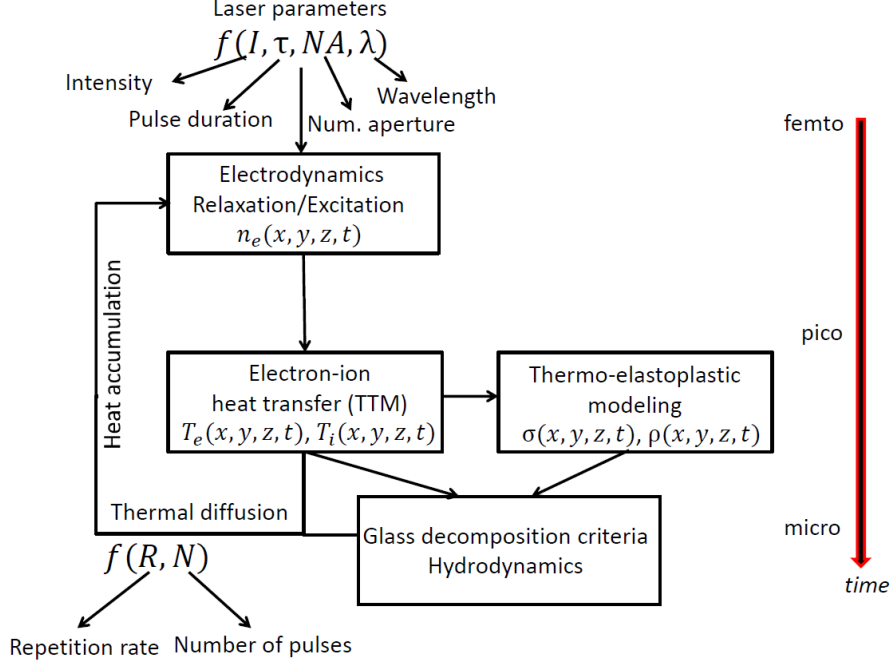 Laser parameters
f(I, τ, NA, λ)
Intensity
Wavelength
Pulse duration
Num. aperture
femto
Electrodynamics
Relaxation/Excitation
n_e(x, y, z, t)
Heat accumulation
pico
Electron-ion
heat transfer (TTM)
T_e(x, y, z, t), T_i(x, y, z, t)
Thermo-elastoplastic
modeling
σ(x, y, z, t), ρ(x, y, z, t)
Thermal diffusion
Glass decomposition criteria
Hydrodynamics
micro
f(R, N)
time
Repetition rate
Number of pulses